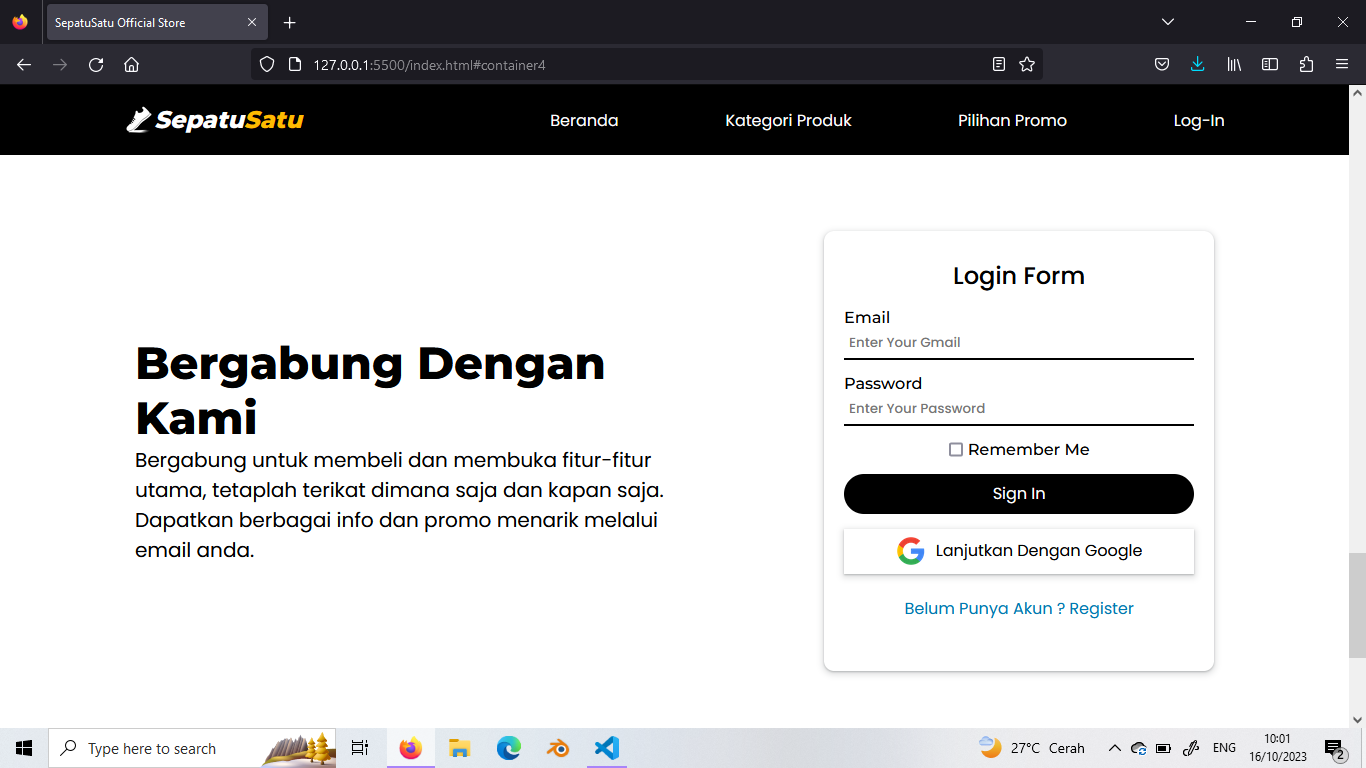 SepatuSatu Official Store
127.0.0.1:5500/index.html#container4
SepatuSatu
Beranda
Kategori Produk
Pilihan Promo
Log-In
Bergabung Dengan
Kami
Bergabung untuk membeli dan membuka fitur-fitur
utama, tetaplah terikat dimana saja dan kapan saja.
Dapatkan berbagai info dan promo menarik melalui
email anda.
Login Form
Email
Enter Your Gmail
Password
Enter Your Password
Remember Me
Sign In
Lanjutkan Dengan Google
Belum Punya Akun ? Register
Type here to search
27°C Cerah
ENG
10:01
16/10/2023
2